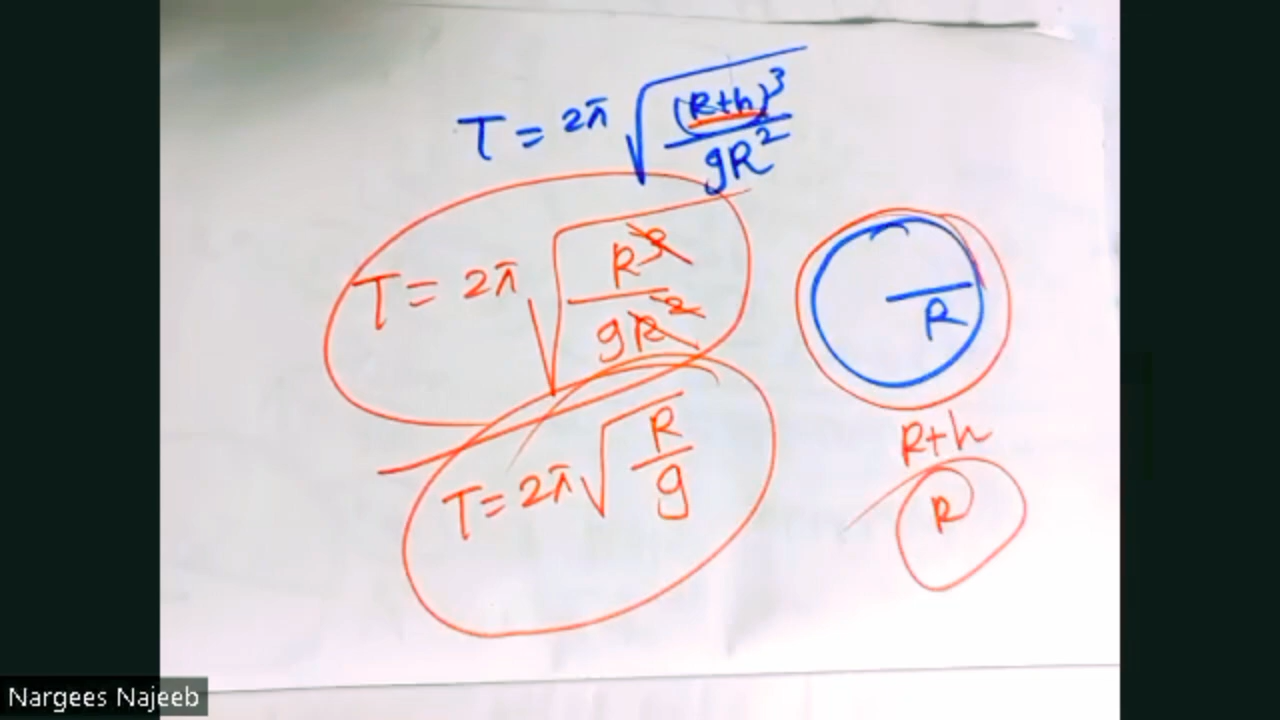 T = 2π √((R+h)³ / gR²)
T = 2π √(R³ / gR²)
R
T = 2π √(R / g)
R+h
R
Nargees Najeeb